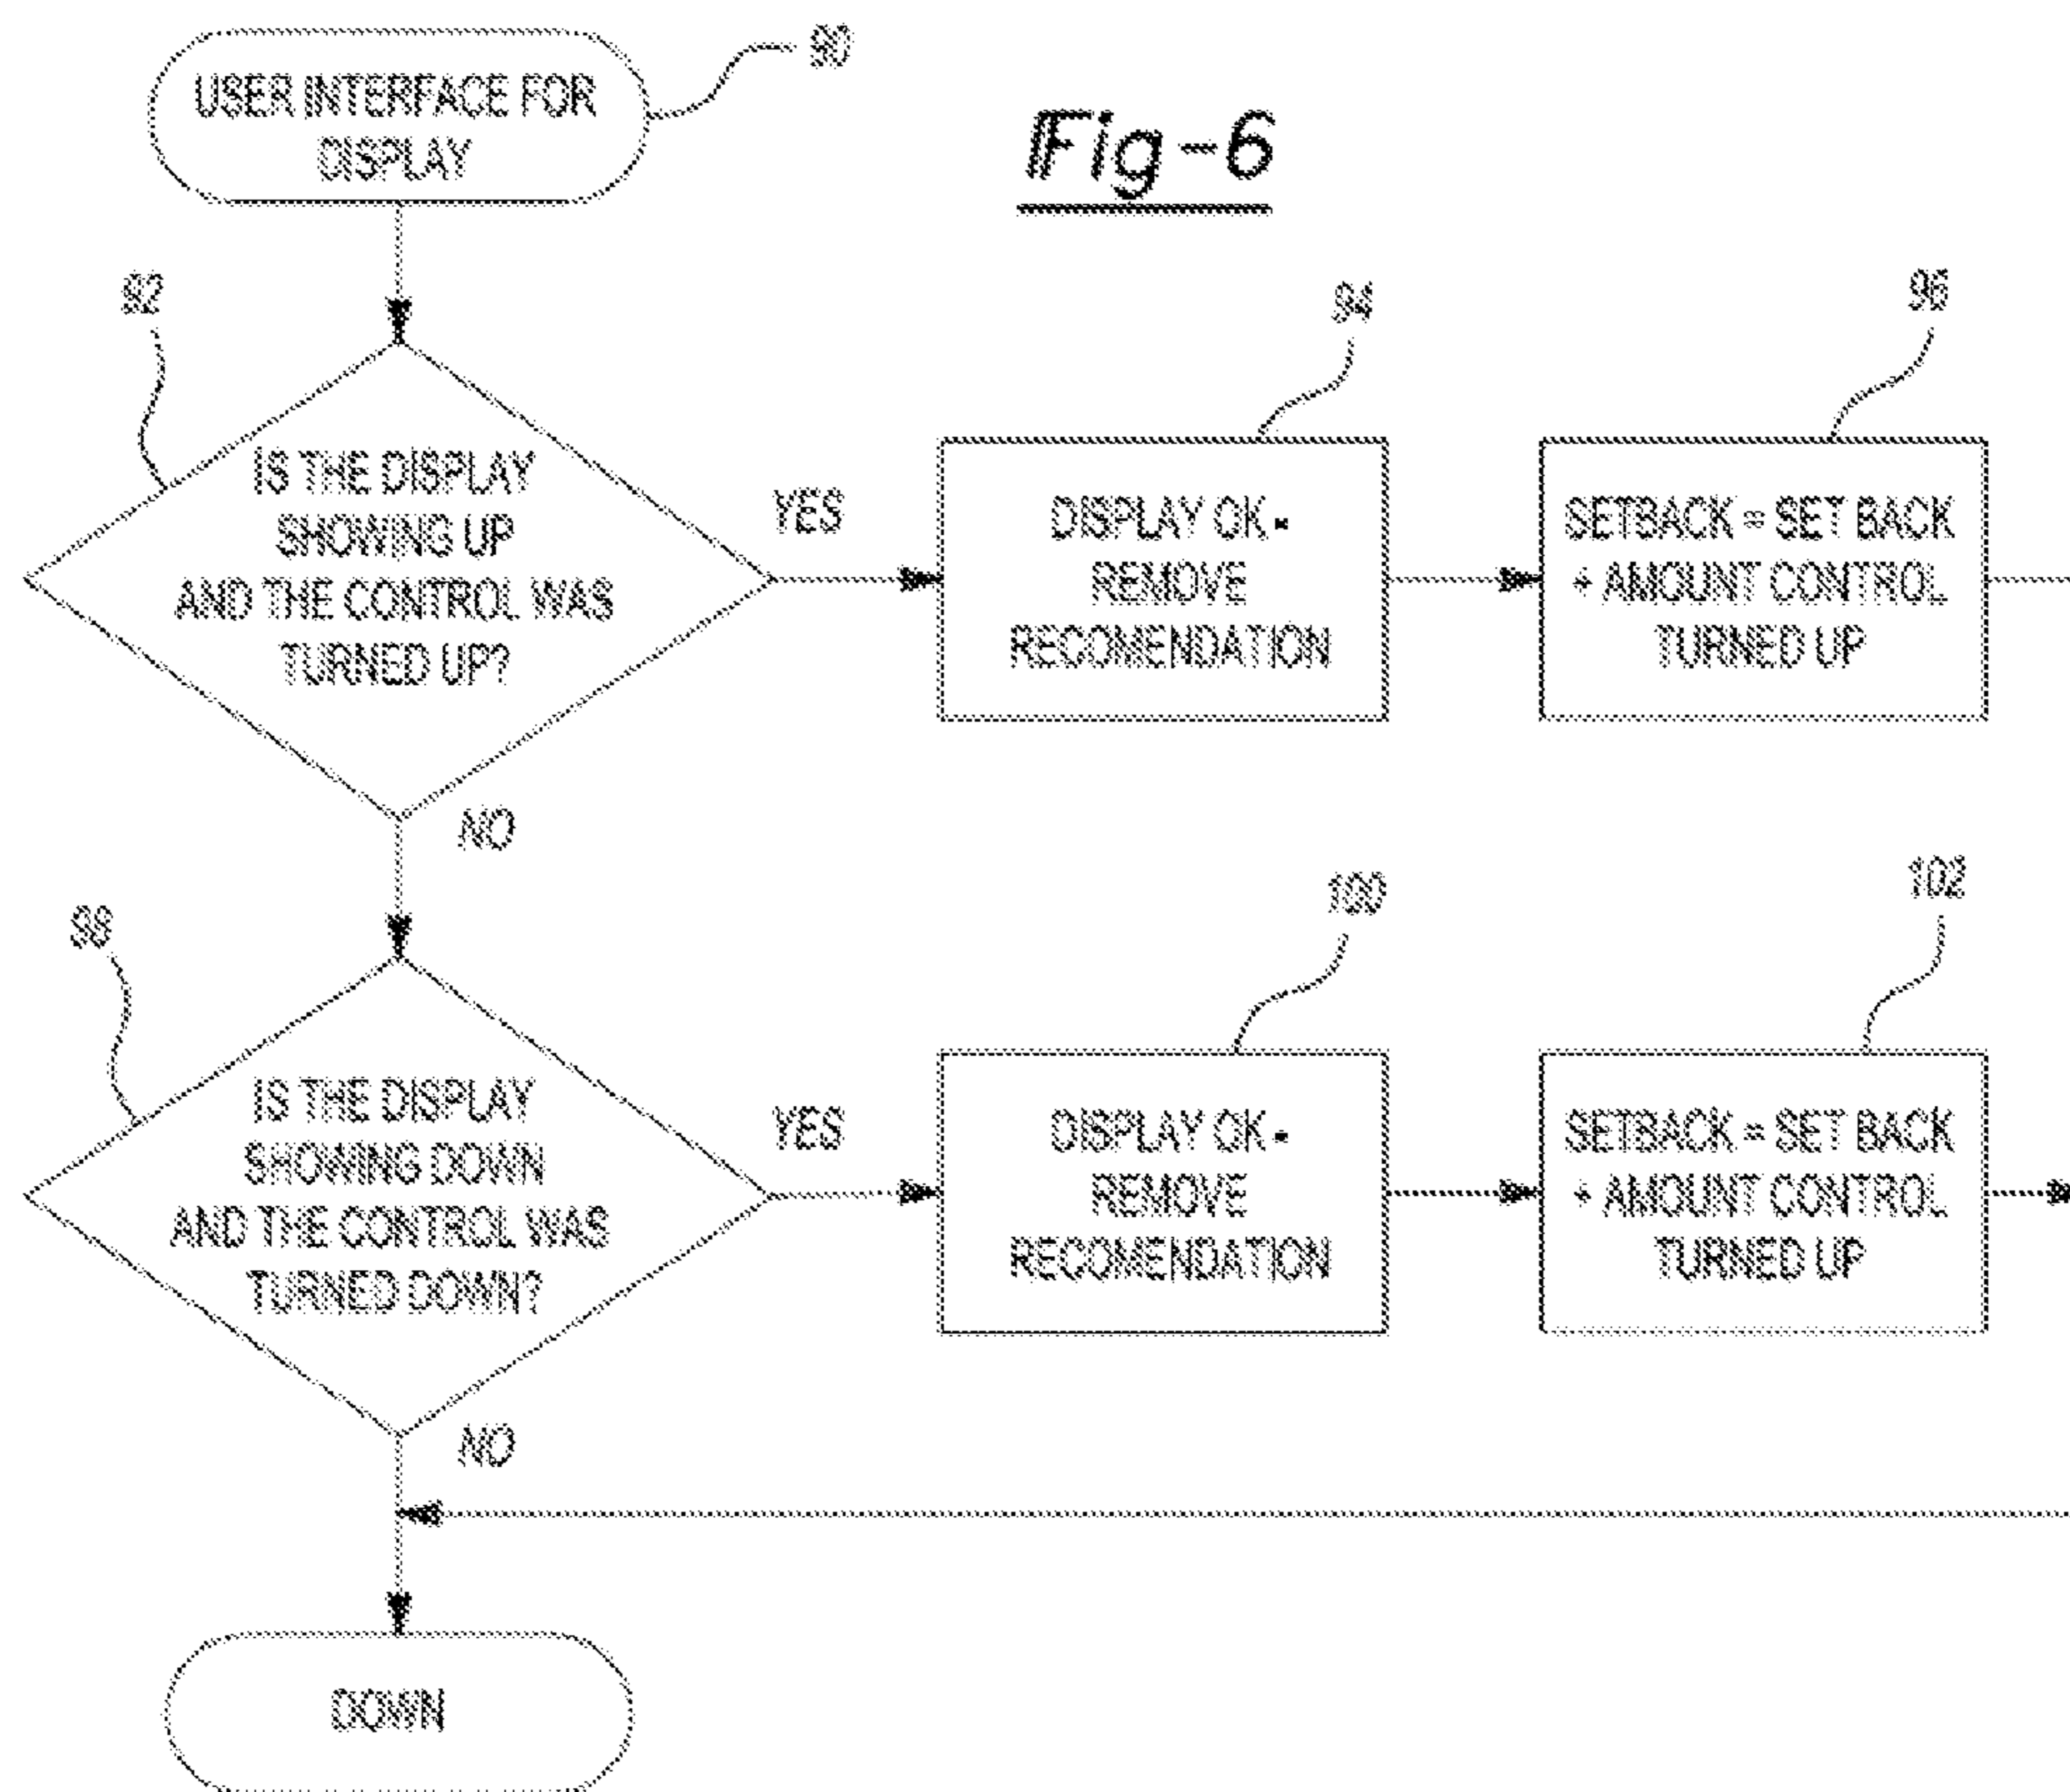 USER INTERFACE FOR
DISPLAY
90
Fig-6
92
IS THE DISPLAY
SHOWING UP
AND THE CONTROL WAS
TURNED UP?
YES
NO
94
DISPLAY OK -
REMOVE
RECOMENDATION
96
SETBACK = SET BACK
+ AMOUNT CONTROL
TURNED UP
98
IS THE DISPLAY
SHOWING DOWN
AND THE CONTROL WAS
TURNED DOWN?
YES
NO
100
DISPLAY OK -
REMOVE
RECOMENDATION
102
SETBACK = SET BACK
+ AMOUNT CONTROL
TURNED UP
DOWN